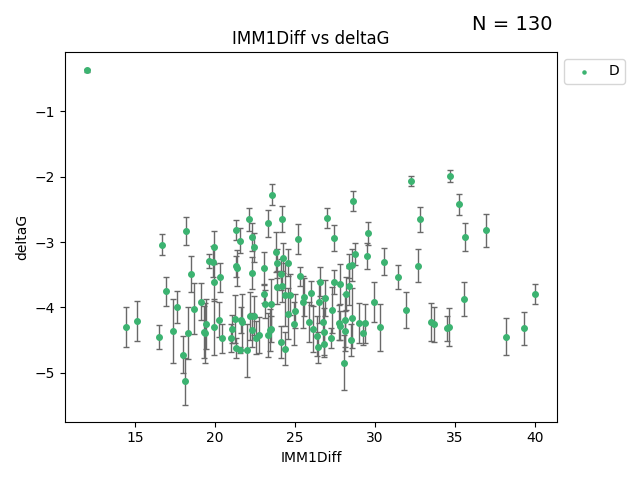 N = 130
IMM1Diff vs deltaG
D
deltaG
−1
−2
−3
−4
−5
15 20 25 30 35 40
IMM1Diff